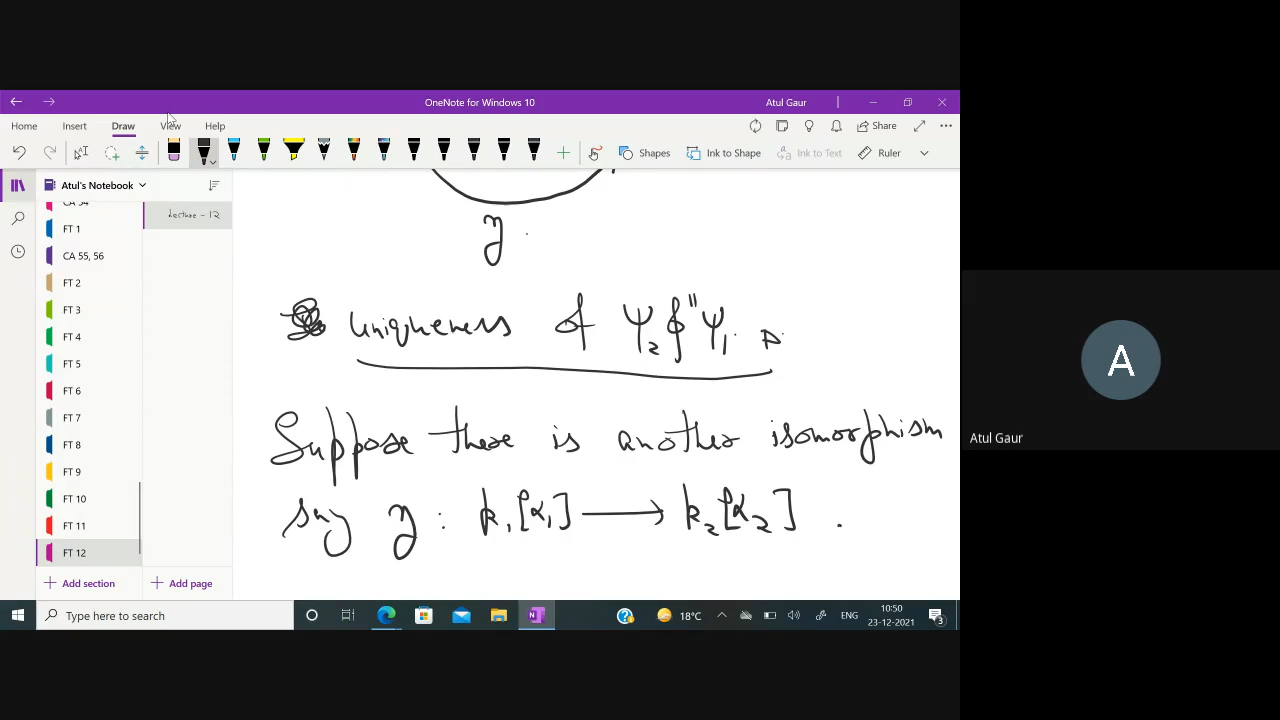 OneNote for Windows 10
Atul Gaur
Home Insert Draw View Help
Share
Shapes Ink to Shape Ink to Text Ruler
Atul's Notebook
Lecture - 12
CA 54
FT 1
CA 55, 56
FT 2
FT 3
FT 4
FT 5
FT 6
FT 7
FT 8
FT 9
FT 10
FT 11
FT 12
Add section
Add page
η
uniqueness of Ψ₂ ϕ'' Ψ₁
Suppose there is another isomorphism
say η : k₁[α₁] ⟶ k₂[α₂] .
A
Atul Gaur
Type here to search
18°C
ENG
10:50
23-12-2021
3